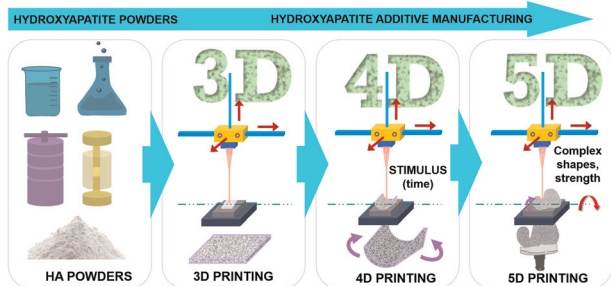 HYDROXYAPATITE POWDERS
HYDROXYAPATITE ADDITIVE MANUFACTURING
3D
4D
5D
STIMULUS
(time)
Complex
shapes,
strength
HA POWDERS
3D PRINTING
4D PRINTING
5D PRINTING